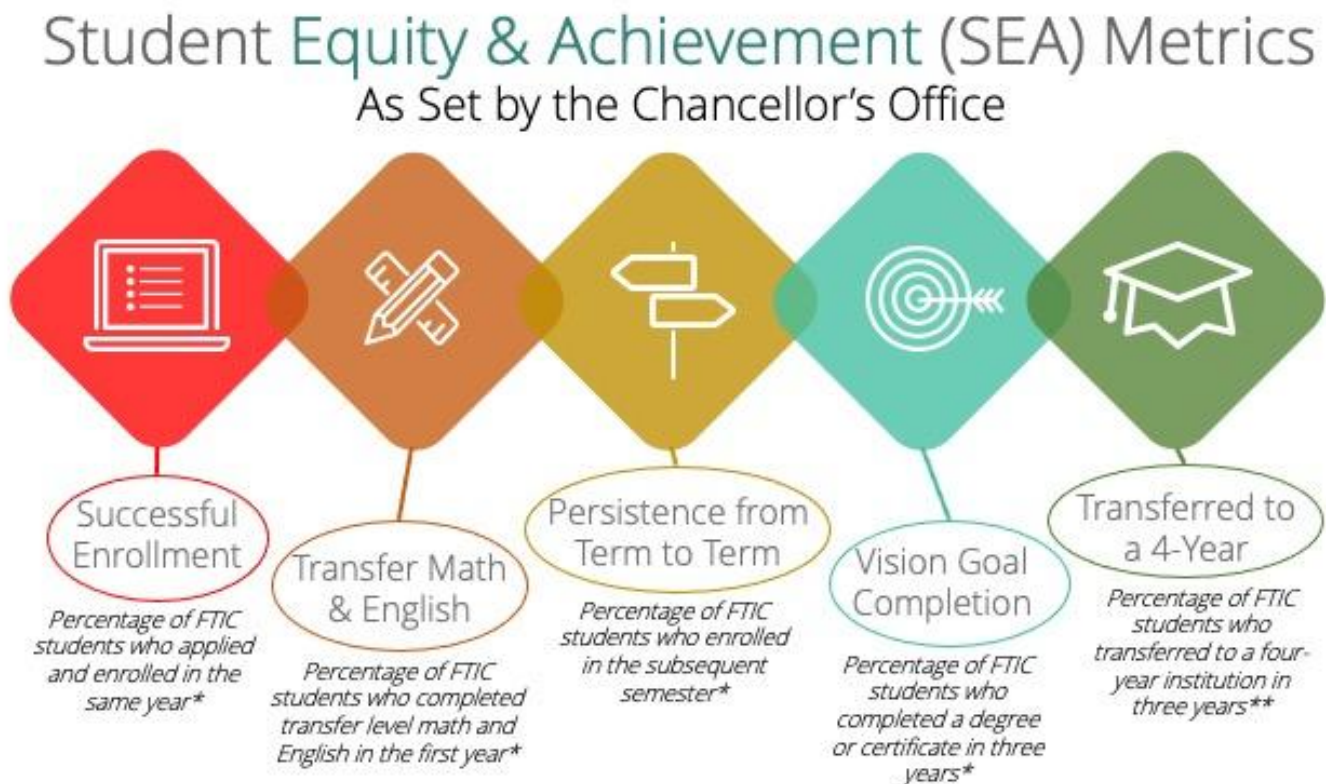 Student Equity & Achievement (SEA) Metrics
As Set by the Chancellor's Office
Successful
Enrollment
Percentage of FTIC
students who applied
and enrolled in the
same year*
Transfer Math
& English
Percentage of FTIC
students who completed
transfer level math and
English in the first year*
Persistence from
Term to Term
Percentage of FTIC
students who enrolled
in the subsequent
semester*
Vision Goal
Completion
Percentage of FTIC
students who
completed a degree
or certificate in three
years*
Transferred to
a 4-Year
Percentage of FTIC
students who
transferred to a four-
year institution in
three years**